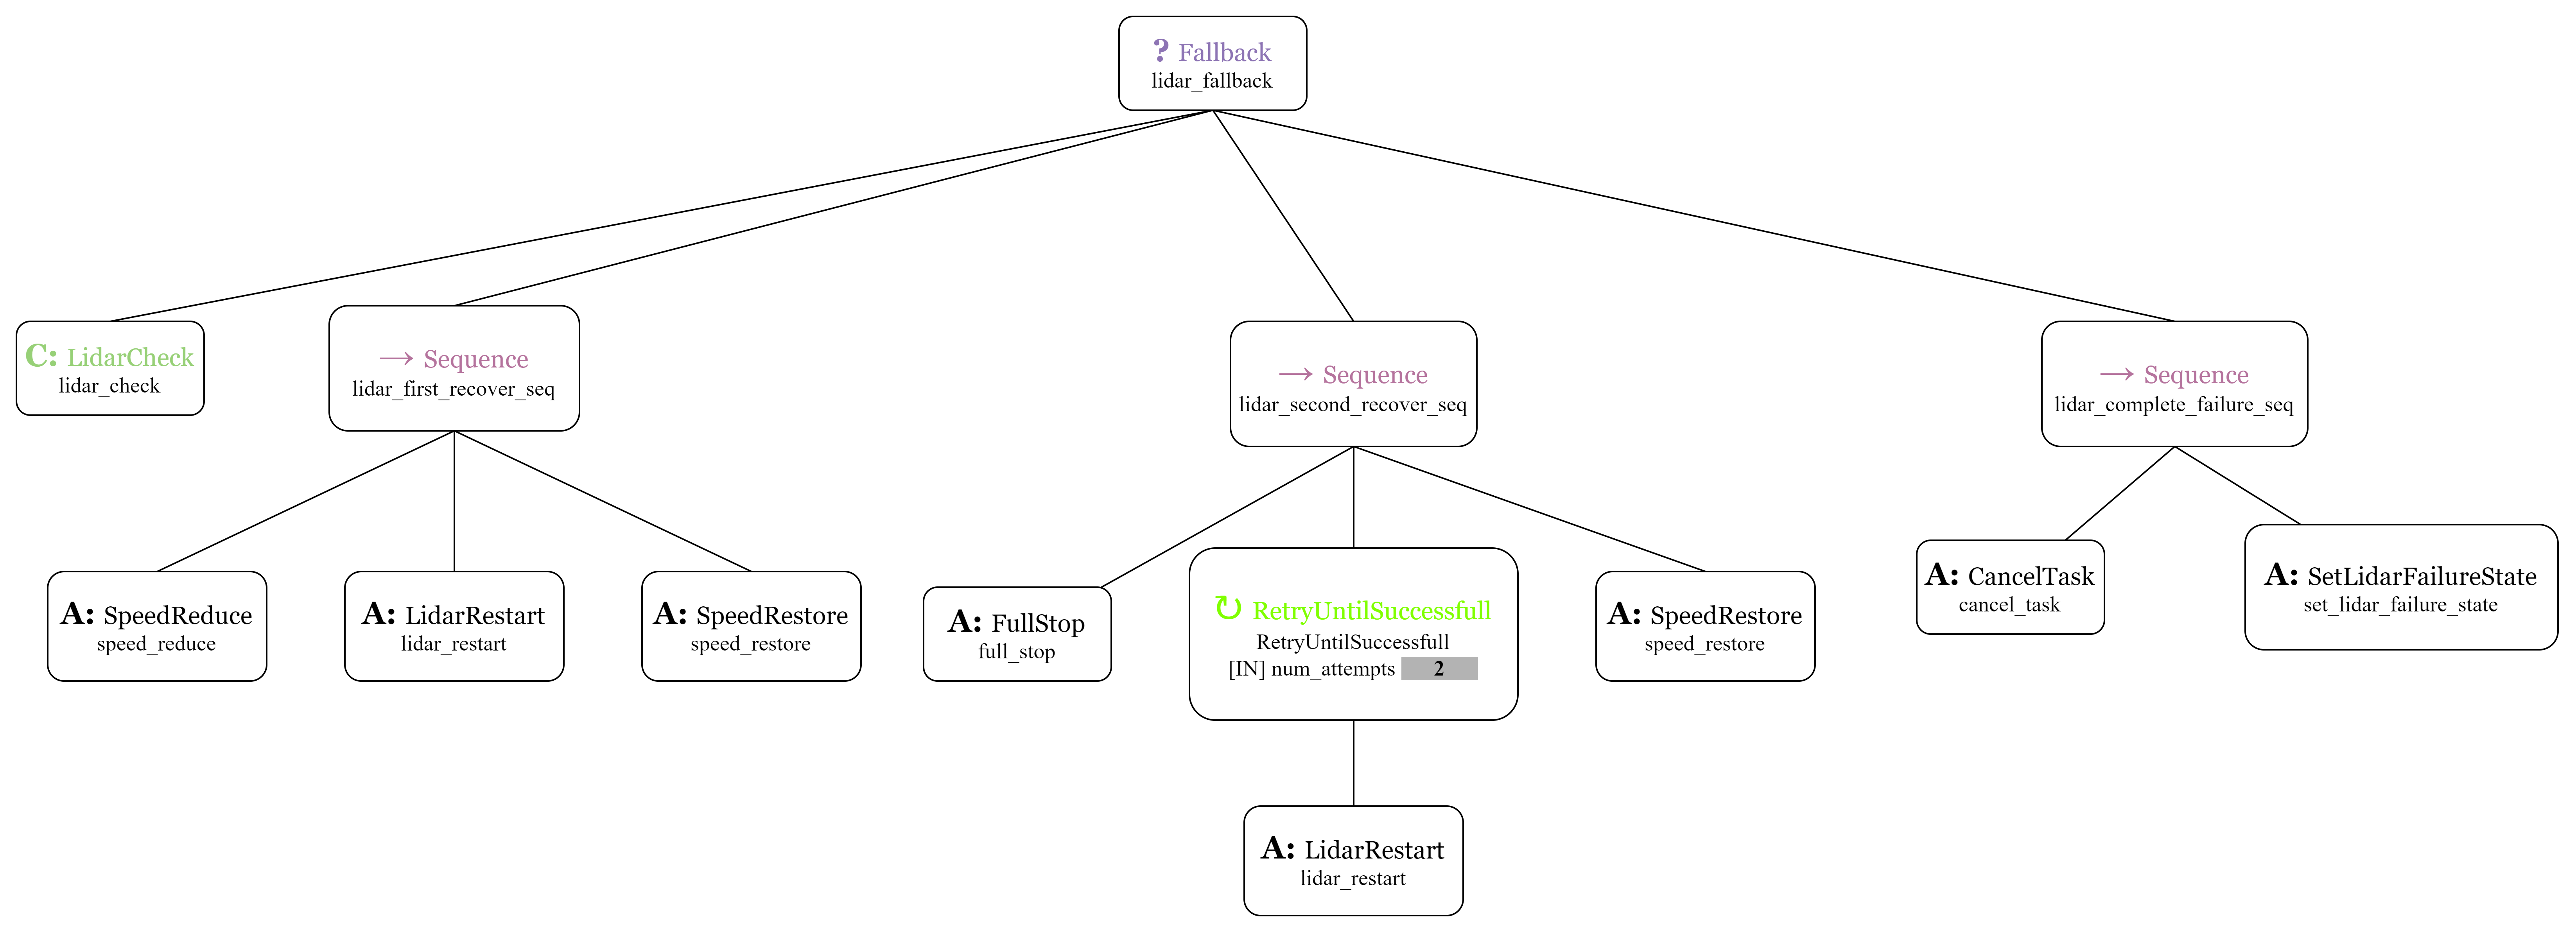 ? Fallback
lidar_fallback
C: LidarCheck
lidar_check
→ Sequence
lidar_first_recover_seq
→ Sequence
lidar_second_recover_seq
→ Sequence
lidar_complete_failure_seq
A: SpeedReduce
speed_reduce
A: LidarRestart
lidar_restart
A: SpeedRestore
speed_restore
A: FullStop
full_stop
↻ RetryUntilSuccessfull
RetryUntilSuccessfull
[IN] num_attempts 2
A: SpeedRestore
speed_restore
A: CancelTask
cancel_task
A: SetLidarFailureState
set_lidar_failure_state
A: LidarRestart
lidar_restart